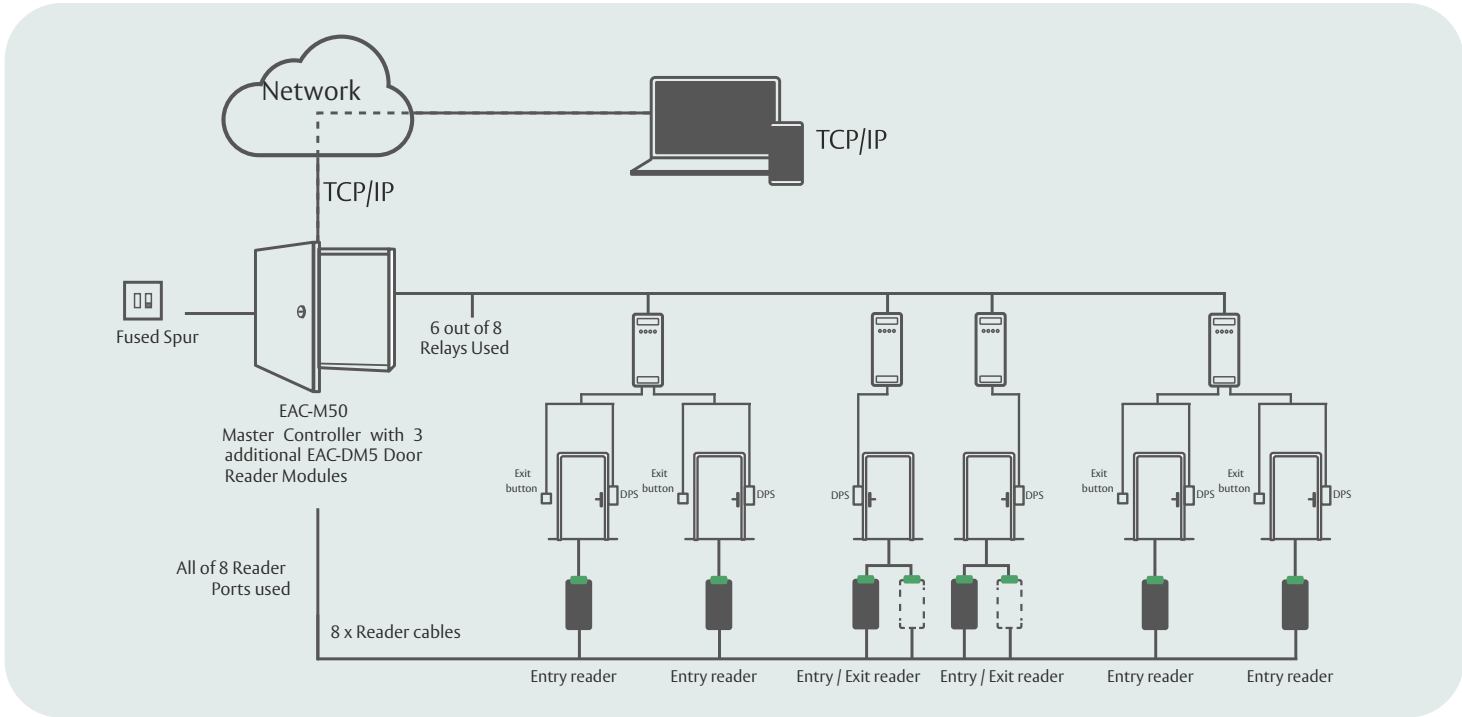 Network
TCP/IP
TCP/IP
Fused Spur
6 out of 8
Relays Used
EAC-M50
Master Controller with 3
additional EAC-DM5 Door
Reader Modules
Exit
button
DPS
Exit
button
DPS
DPS
DPS
Exit
button
DPS
Exit
button
DPS
All of 8 Reader
Ports used
8 x Reader cables
Entry reader
Entry reader
Entry / Exit reader
Entry / Exit reader
Entry reader
Entry reader